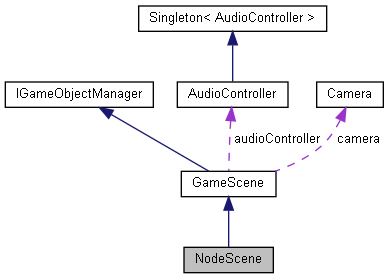 Singleton< AudioController >
IGameObjectManager
AudioController
Camera
audioController
camera
GameScene
NodeScene